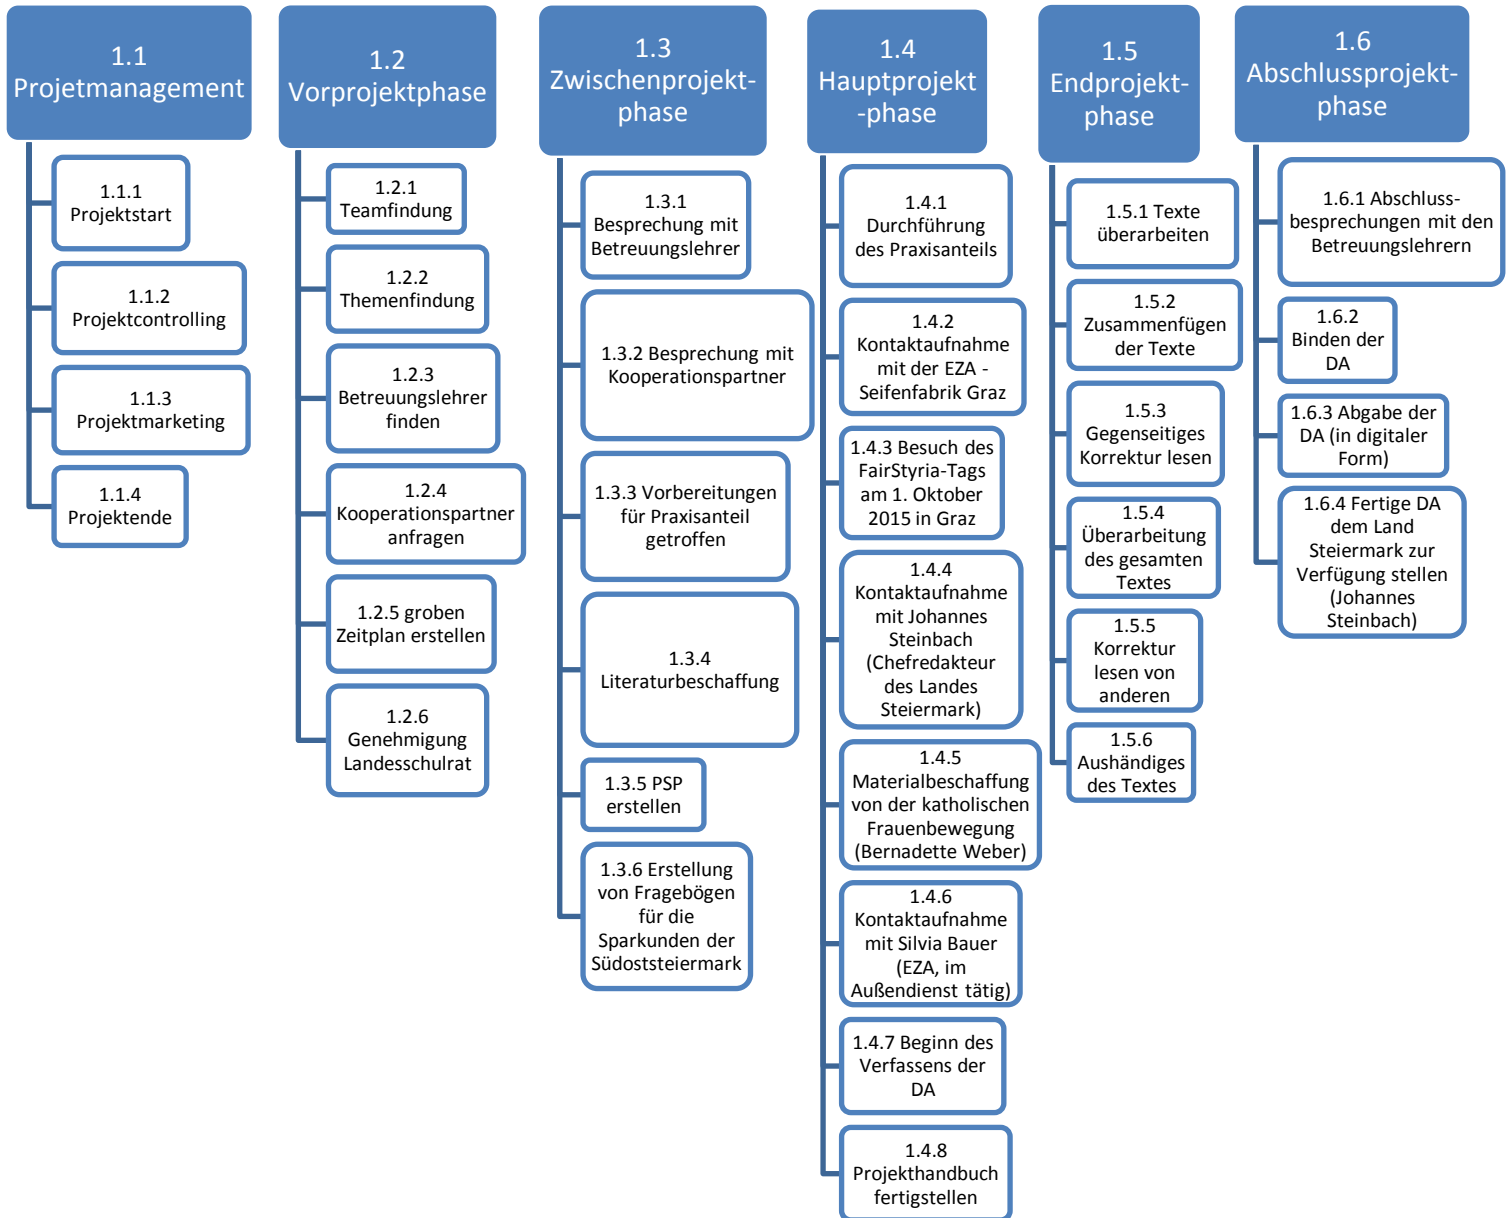 1.1
Projetmanagement
1.1.1
Projektstart
1.1.2
Projektcontrolling
1.1.3
Projektmarketing
1.1.4
Projektende
1.2
Vorprojektphase
1.2.1
Teamfindung
1.2.2
Themenfindung
1.2.3
Betreuungslehrer
finden
1.2.4
Kooperationspartner
anfragen
1.2.5 groben
Zeitplan erstellen
1.2.6
Genehmigung
Landesschulrat
1.3
Zwischenprojekt-
phase
1.3.1
Besprechung mit
Betreuungslehrer
1.3.2 Besprechung mit
Kooperationspartner
1.3.3 Vorbereitungen
für Praxisanteil
getroffen
1.3.4
Literaturbeschaffung
1.3.5 PSP
erstellen
1.3.6 Erstellung
von Fragebögen
für die
Sparkunden der
Südoststeiermark
1.4
Hauptprojekt
-phase
1.4.1
Durchführung
des Praxisanteils
1.4.2
Kontaktaufnahme
mit der EZA -
Seifenfabrik Graz
1.4.3 Besuch des
FairStyria-Tags
am 1. Oktober
2015 in Graz
1.4.4
Kontaktaufnahme
mit Johannes
Steinbach
(Chefredakteur
des Landes
Steiermark)
1.4.5
Materialbeschaffung
von der katholischen
Frauenbewegung
(Bernadette Weber)
1.4.6
Kontaktaufnahme
mit Silvia Bauer
(EZA, im
Außendienst tätig)
1.4.7 Beginn des
Verfassens der
DA
1.4.8
Projekthandbuch
fertigstellen
1.5
Endprojekt-
phase
1.5.1 Texte
überarbeiten
1.5.2
Zusammenfügen
der Texte
1.5.3
Gegenseitiges
Korrektur lesen
1.5.4
Überarbeitung
des gesamten
Textes
1.5.5
Korrektur
lesen von
anderen
1.5.6
Aushändiges
des Textes
1.6
Abschlussprojekt-
phase
1.6.1 Abschluss-
besprechungen mit den
Betreuungslehrern
1.6.2
Binden der
DA
1.6.3 Abgabe der
DA (in digitaler
Form)
1.6.4 Fertige DA
dem Land
Steiermark zur
Verfügung stellen
(Johannes
Steinbach)